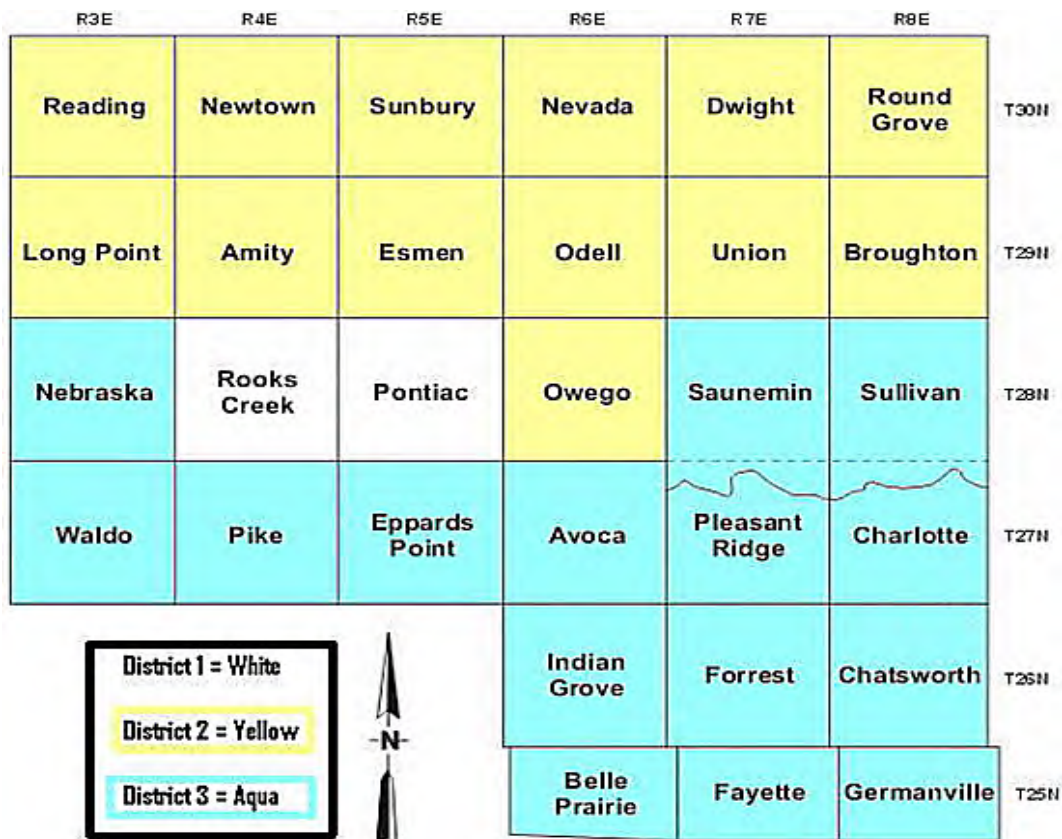 R3E R4E R5E R6E R7E R8E
Reading Newtown Sunbury Nevada Dwight Round Grove T30N
Long Point Amity Esmen Odell Union Broughton T29N
Nebraska Rooks Creek Pontiac Owego Saunemin Sullivan T28N
Waldo Pike Eppards Point Avoca Pleasant Ridge Charlotte T27N
Indian Grove Forrest Chatsworth T26N
Belle Prairie Fayette Germanville T25N
District 1 = White
District 2 = Yellow
District 3 = Aqua
N